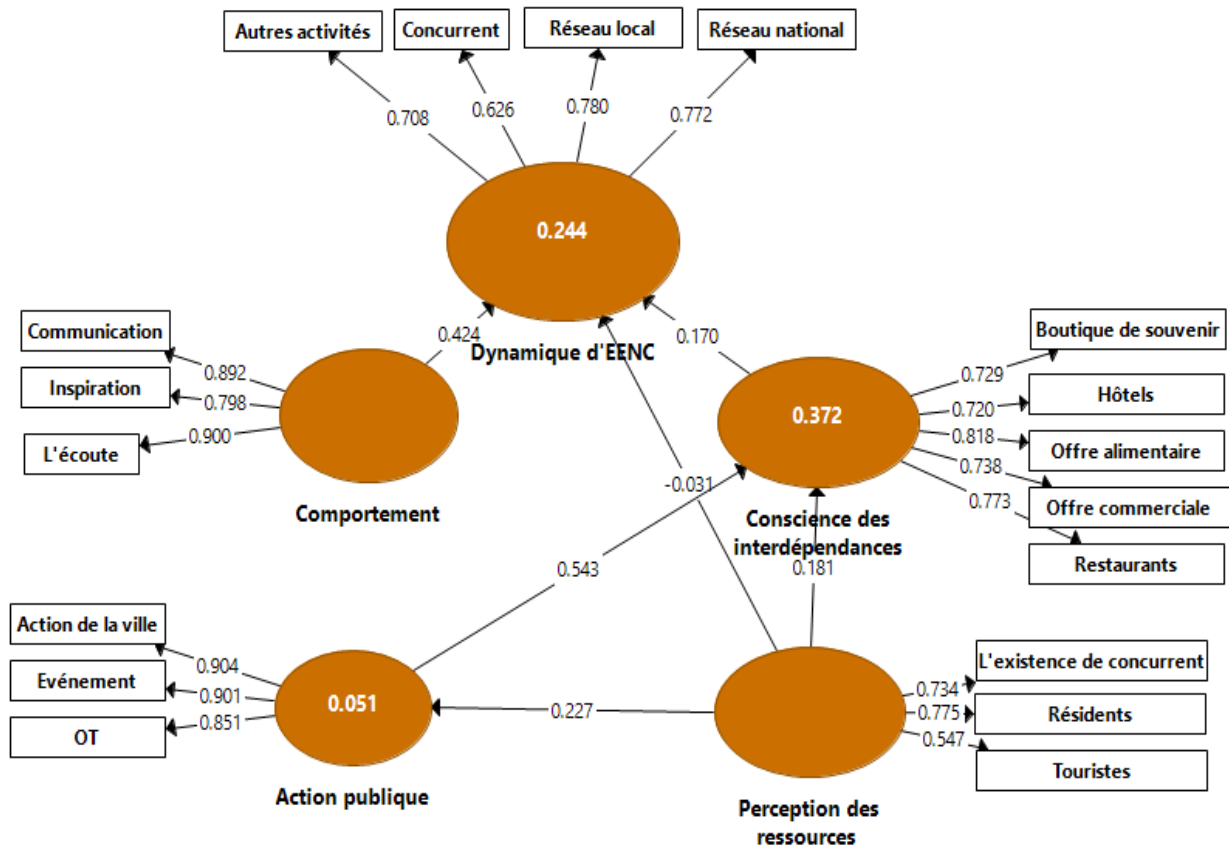 Autres activités
Concurrent
Réseau local
Réseau national
0.708
0.626
0.780
0.772
0.244
Dynamique d'EENC
Communication
Inspiration
L'écoute
0.892
0.798
0.900
0.424
Comportement
0.170
-0.031
0.372
Conscience des
interdépendances
0.729
0.720
0.818
0.738
0.773
Boutique de souvenir
Hôtels
Offre alimentaire
Offre commerciale
Restaurants
0.543
0.181
Action de la ville
Evénement
OT
0.904
0.901
0.851
0.051
Action publique
0.227
Perception des
ressources
0.734
0.775
0.547
L'existence de concurrent
Résidents
Touristes